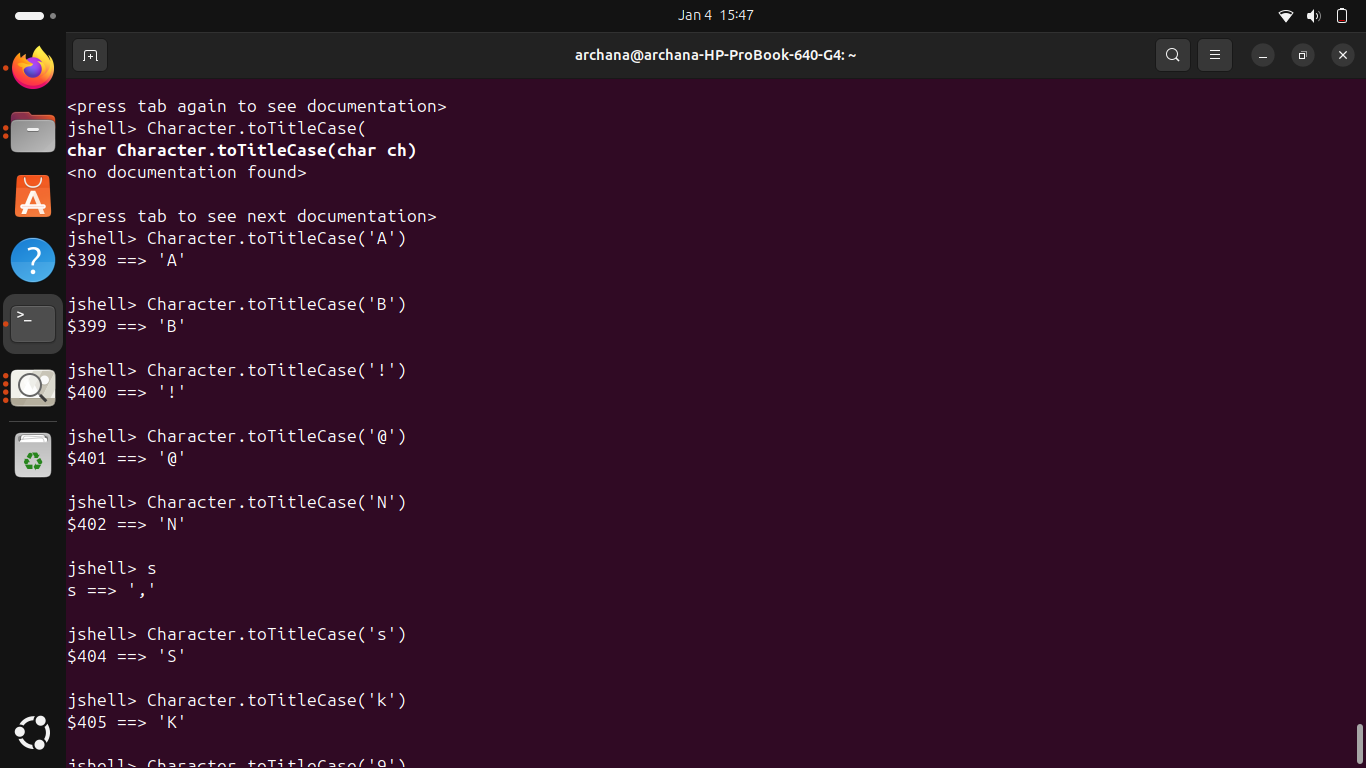 Jan 4 15:47
archana@archana-HP-ProBook-640-G4: ~
<press tab again to see documentation>
jshell> Character.toTitleCase(
char Character.toTitleCase(char ch)
<no documentation found>
<press tab to see next documentation>
jshell> Character.toTitleCase('A')
$398 ==> 'A'
jshell> Character.toTitleCase('B')
$399 ==> 'B'
jshell> Character.toTitleCase('!')
$400 ==> '!'
jshell> Character.toTitleCase('@')
$401 ==> '@'
jshell> Character.toTitleCase('N')
$402 ==> 'N'
jshell> s
s ==> ','
jshell> Character.toTitleCase('s')
$404 ==> 'S'
jshell> Character.toTitleCase('k')
$405 ==> 'K'
jshell> Character.toTitleCase('9')